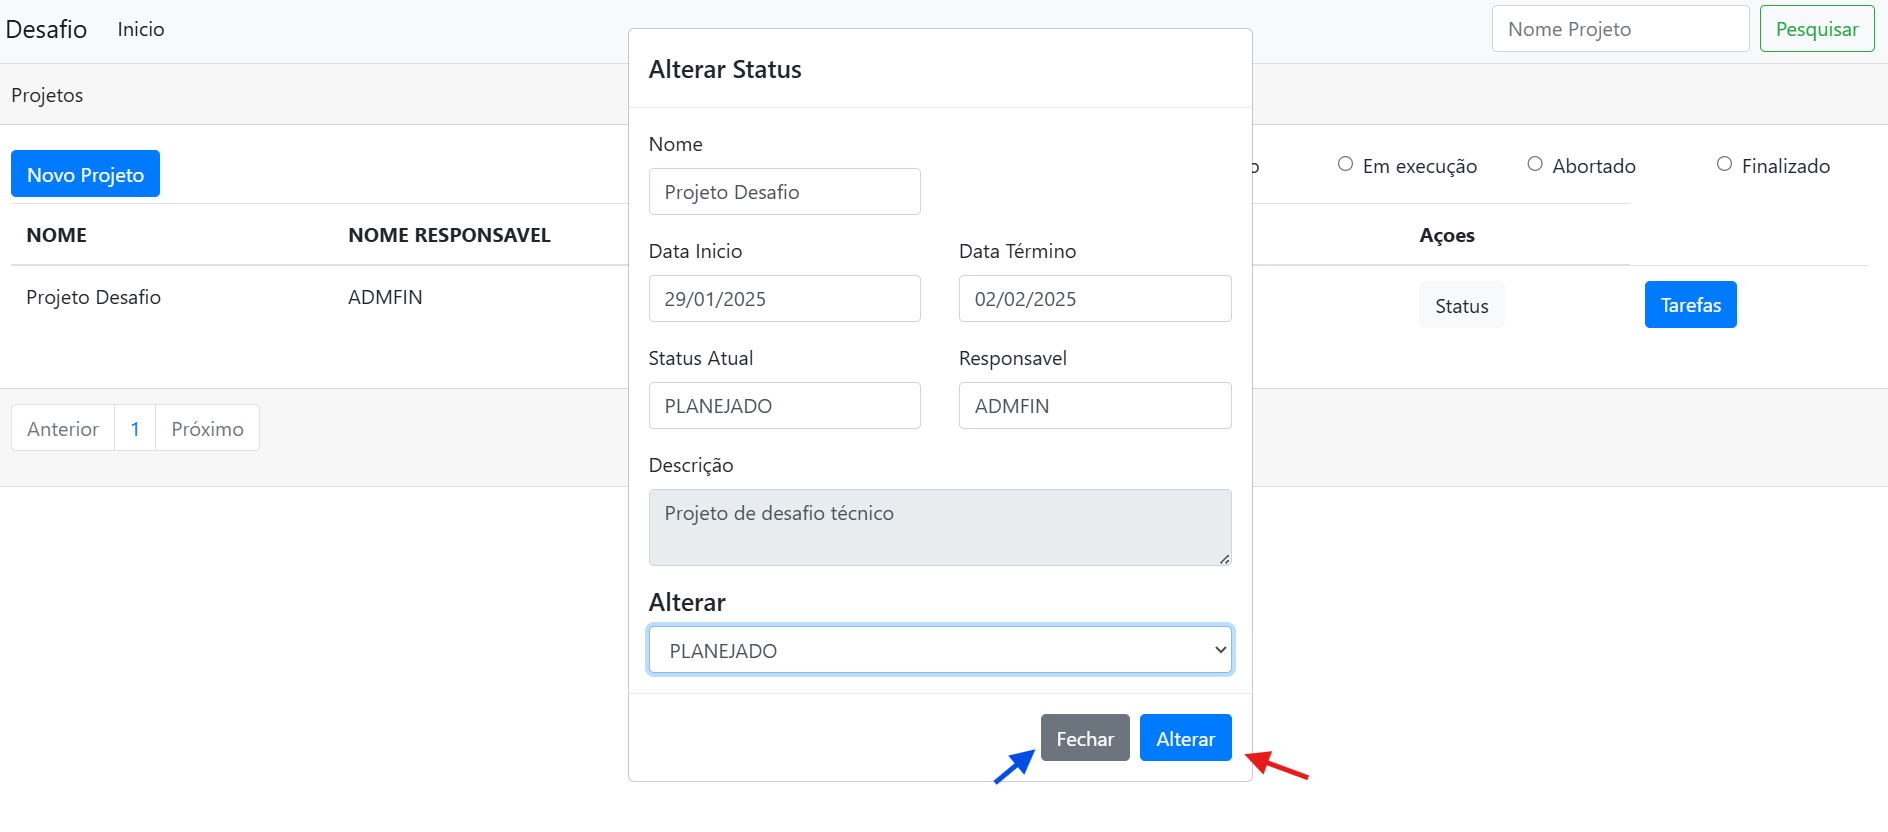 Desafio Inicio Nome Projeto Pesquisar
Projetos
Novo Projeto
Em execução Abortado Finalizado
NOME NOME RESPONSAVEL Açoes
Projeto Desafio ADMFIN Status Tarefas
Anterior 1 Próximo
Alterar Status
Nome
Projeto Desafio
Data Inicio Data Término
29/01/2025 02/02/2025
Status Atual Responsavel
PLANEJADO ADMFIN
Descrição
Projeto de desafio técnico
Alterar
PLANEJADO
Fechar Alterar